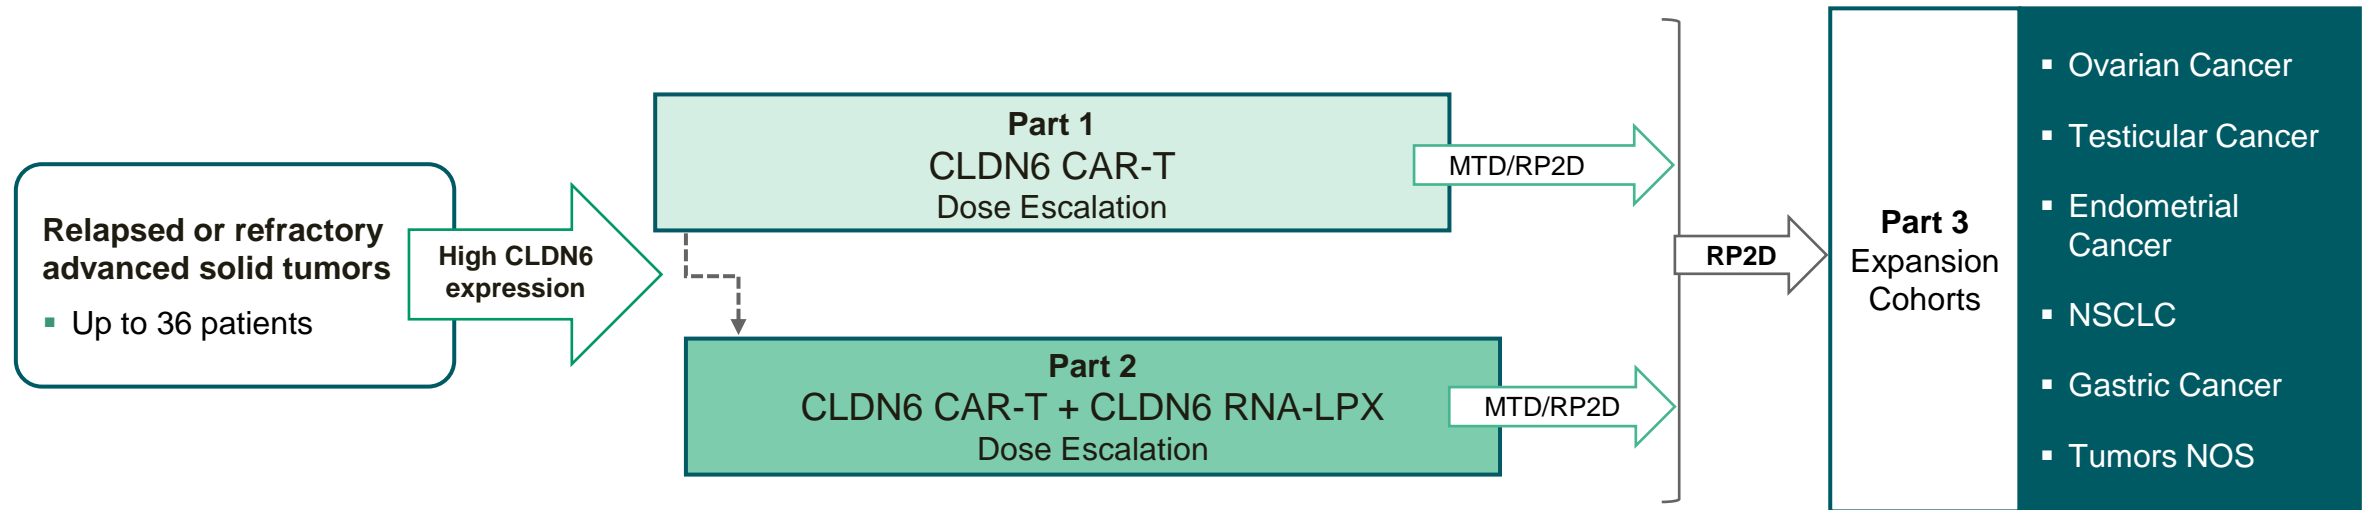 Relapsed or refractory
advanced solid tumors
▪ Up to 36 patients
High CLDN6
expression
Part 1
CLDN6 CAR-T
Dose Escalation
MTD/RP2D
Part 2
CLDN6 CAR-T + CLDN6 RNA-LPX
Dose Escalation
MTD/RP2D
RP2D
Part 3
Expansion
Cohorts
▪ Ovarian Cancer
▪ Testicular Cancer
▪ Endometrial
Cancer
▪ NSCLC
▪ Gastric Cancer
▪ Tumors NOS